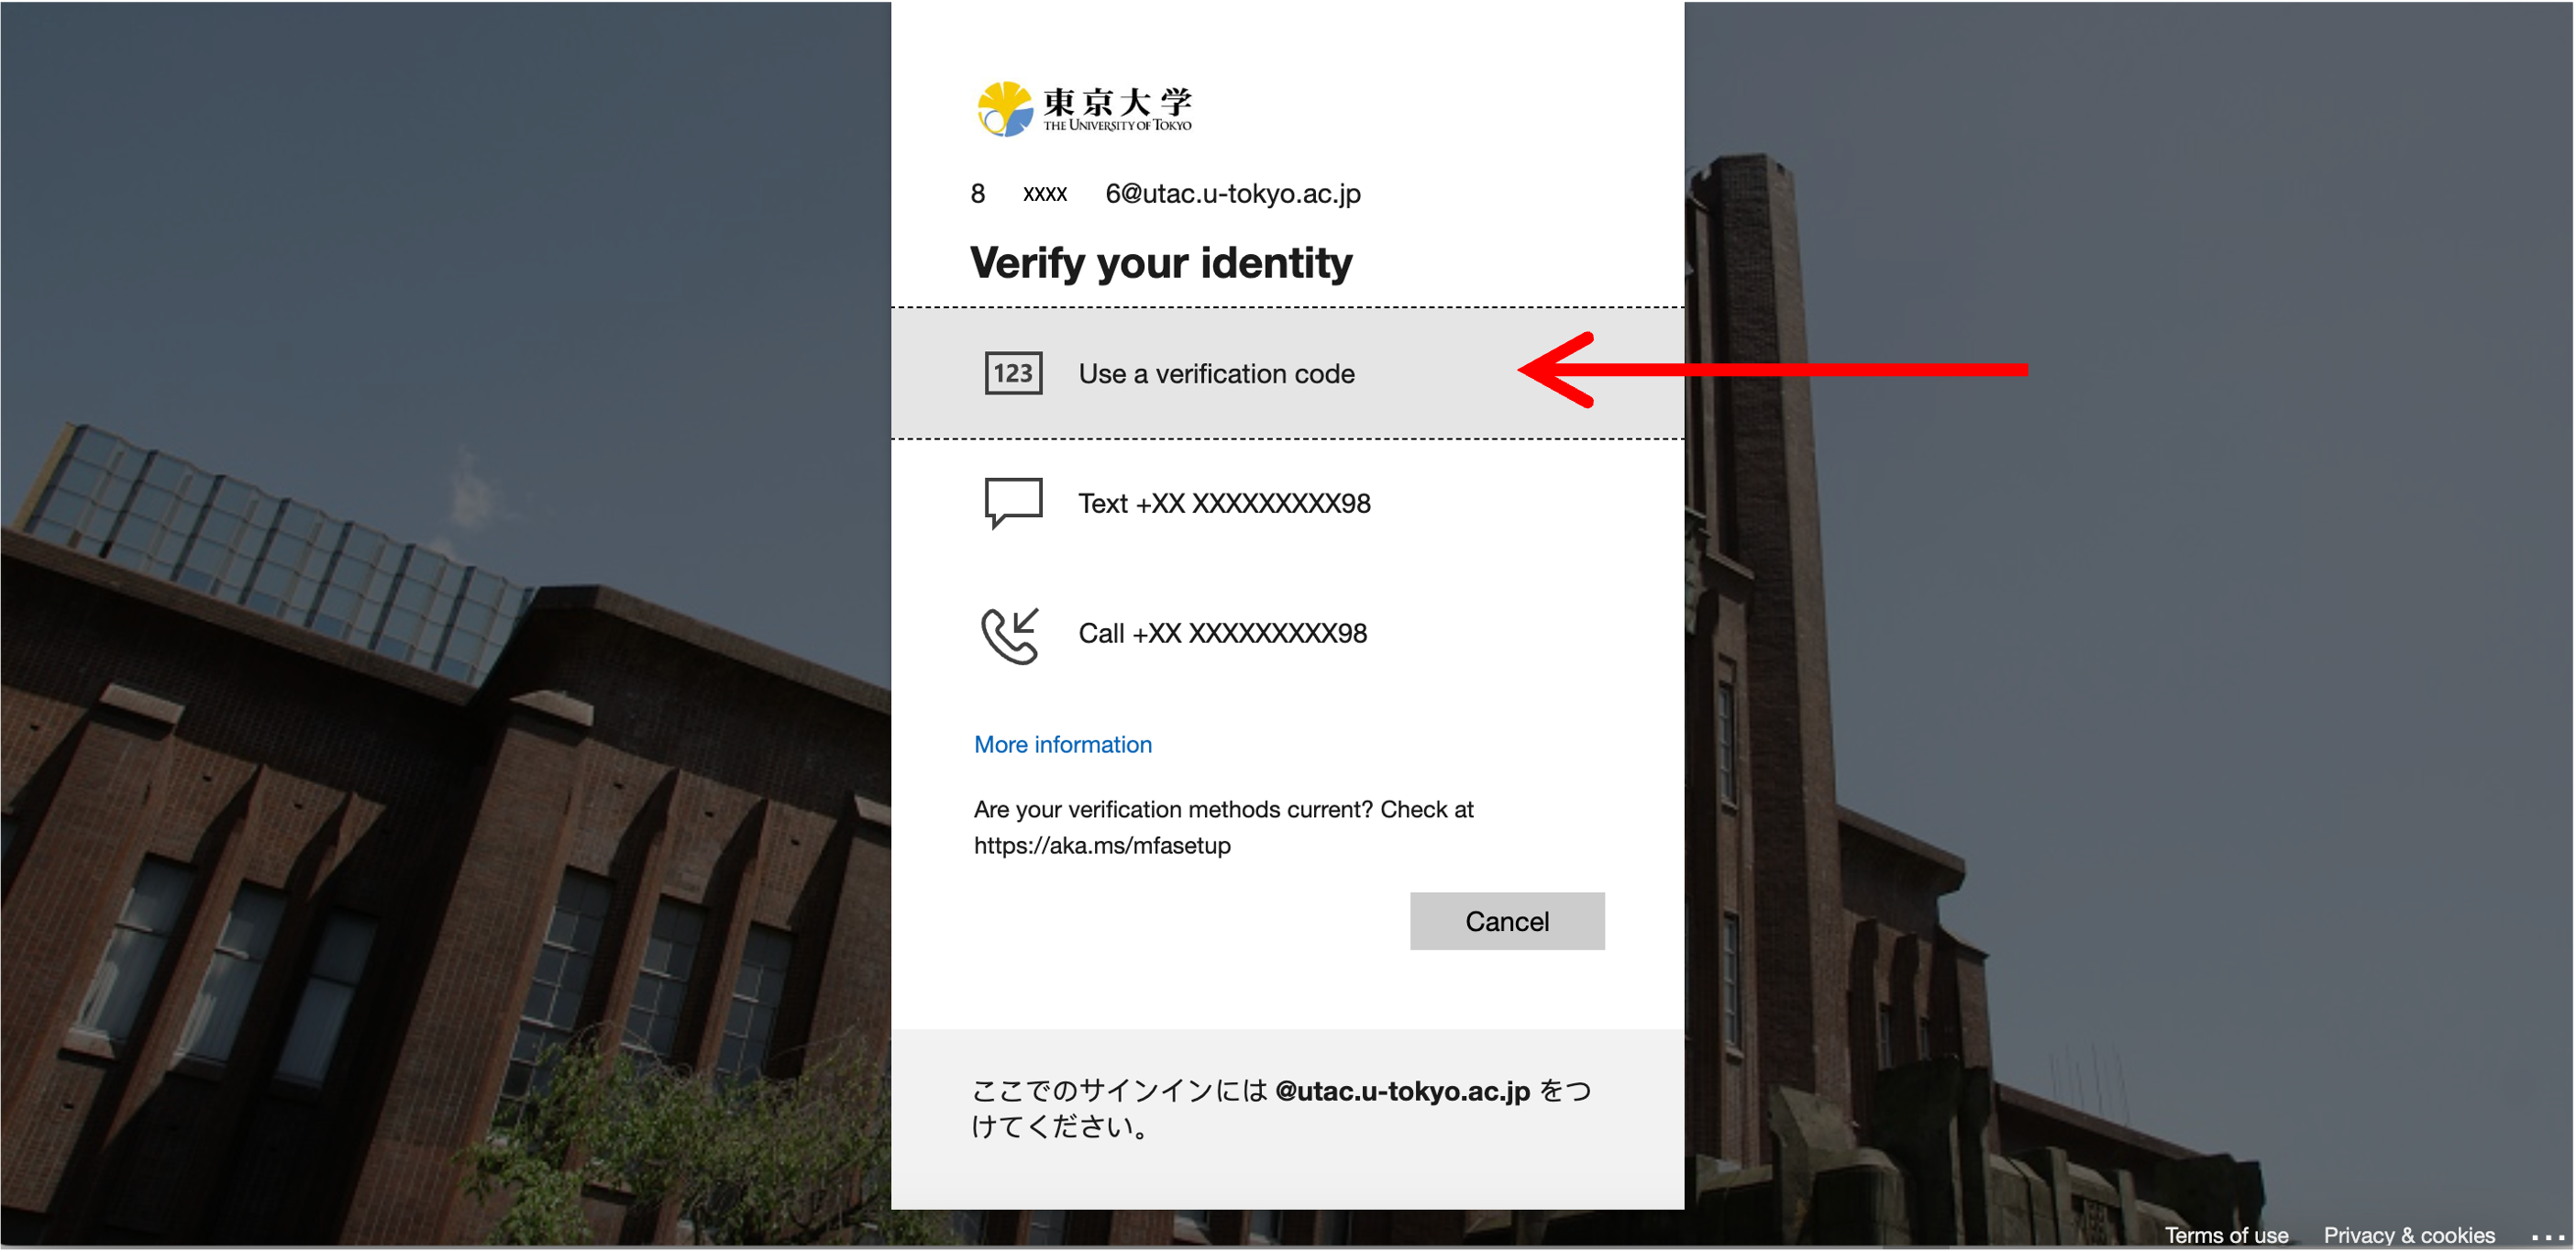 東京大学
THE UNIVERSITY OF TOKYO
8 xxxx 6@utac.u-tokyo.ac.jp
Verify your identity
123 Use a verification code
Text +XX XXXXXXXXX98
Call +XX XXXXXXXXX98
More information
Are your verification methods current? Check at
https://aka.ms/mfasetup
Cancel
ここでのサインインには @utac.u-tokyo.ac.jp をつ
けてください。
Terms of use Privacy & cookies ...